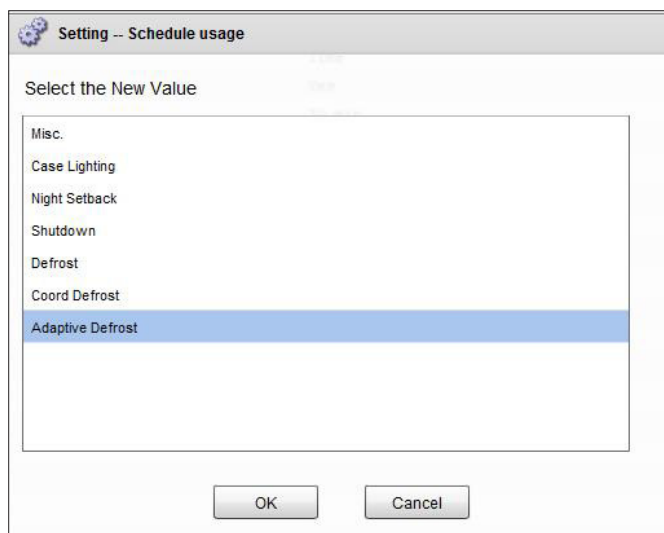 Setting -- Schedule usage
Select the New Value
Misc.
Case Lighting
Night Setback
Shutdown
Defrost
Coord Defrost
Adaptive Defrost
OK
Cancel